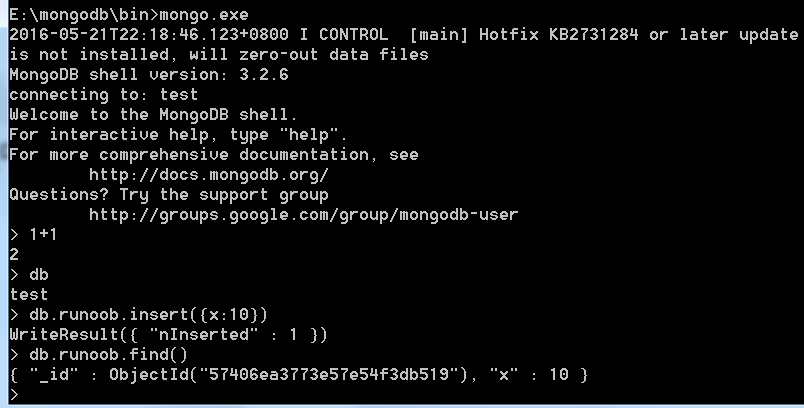 E:\mongodb\bin>mongo.exe
2016-05-21T22:18:46.123+0800 I CONTROL  [main] Hotfix KB2731284 or later update
is not installed, will zero-out data files
MongoDB shell version: 3.2.6
connecting to: test
Welcome to the MongoDB shell.
For interactive help, type "help".
For more comprehensive documentation, see
        http://docs.mongodb.org/
Questions? Try the support group
        http://groups.google.com/group/mongodb-user
> 1+1
2
> db
test
> db.runoob.insert({x:10})
WriteResult({ "nInserted" : 1 })
> db.runoob.find()
{ "_id" : ObjectId("57406ea3773e57e54f3db519"), "x" : 10 }
>